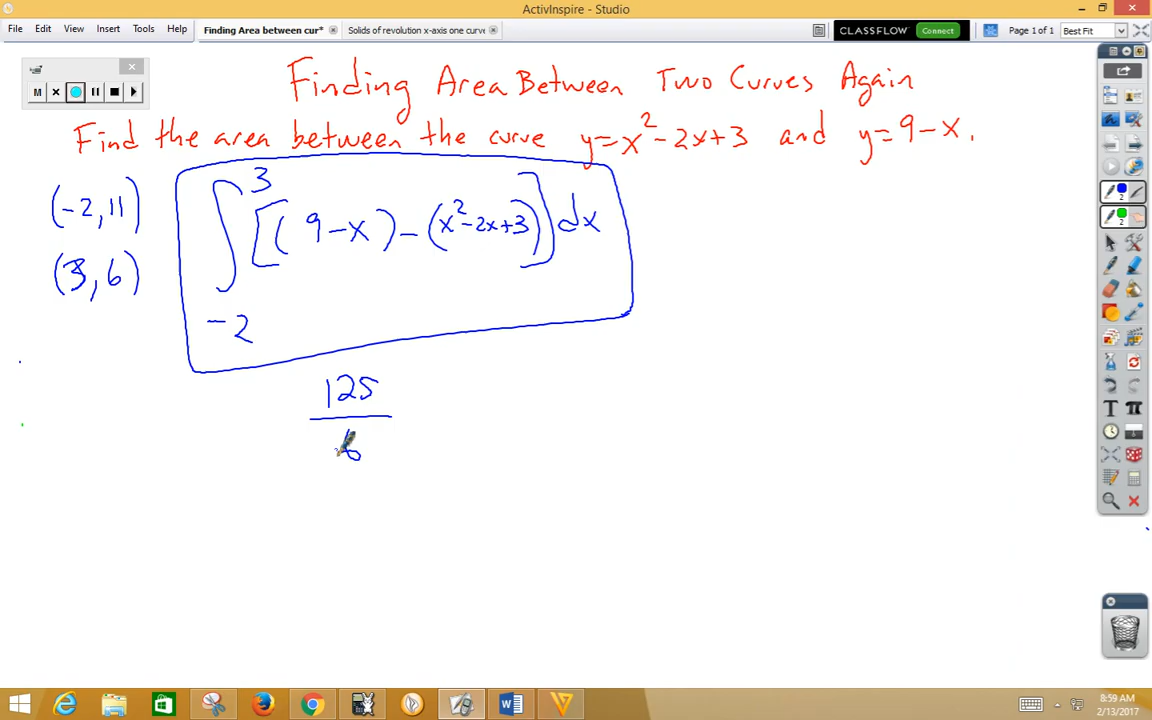 ActivInspire - Studio
File Edit View Insert Tools Help Finding Area between cur* Solids of revolution x-axis one curve CLASSFLOW Connect Page 1 of 1 Best Fit
Finding Area Between Two Curves Again
Find the area between the curve y=x²-2x+3 and y=9-x.
(-2,11)
(3,6)
∫ from -2 to 3 [(9-x)-(x²-2x+3)]dx
125
6
8:59 AM
2/13/2017